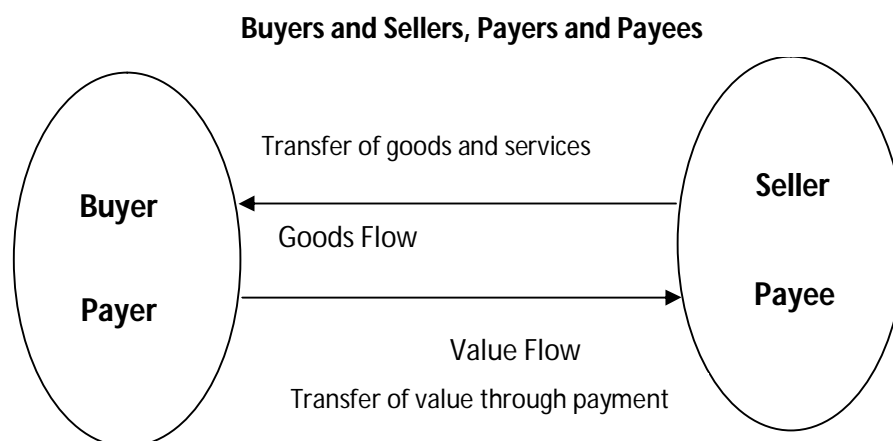 Buyers and Sellers, Payers and Payees
Transfer of goods and services
Buyer
Seller
Goods Flow
Payer
Payee
Value Flow
Transfer of value through payment